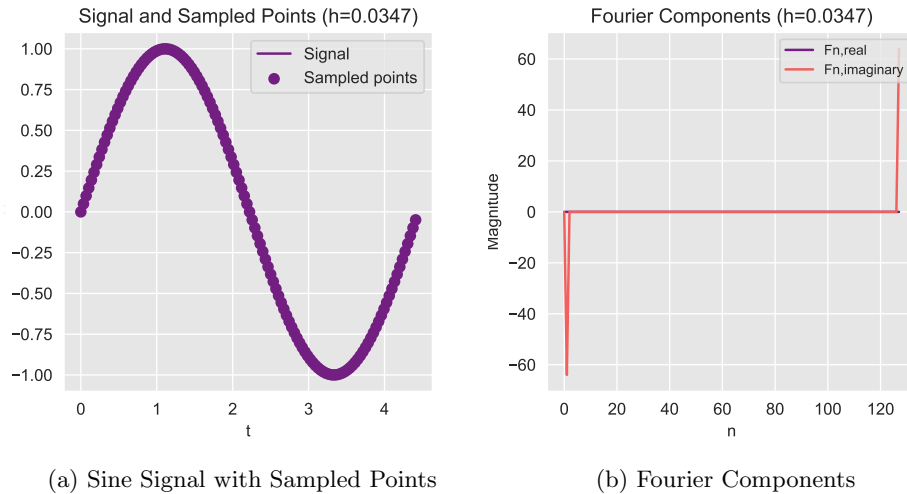 Signal and Sampled Points (h=0.0347)
Signal
Sampled points
1.00
0.75
0.50
0.25
0.00
−0.25
−0.50
−0.75
−1.00
0 1 2 3 4
t
(a) Sine Signal with Sampled Points
Fourier Components (h=0.0347)
Fn,real
Fn,imaginary
Magnitude
60
40
20
0
−20
−40
−60
0 20 40 60 80 100 120
n
(b) Fourier Components